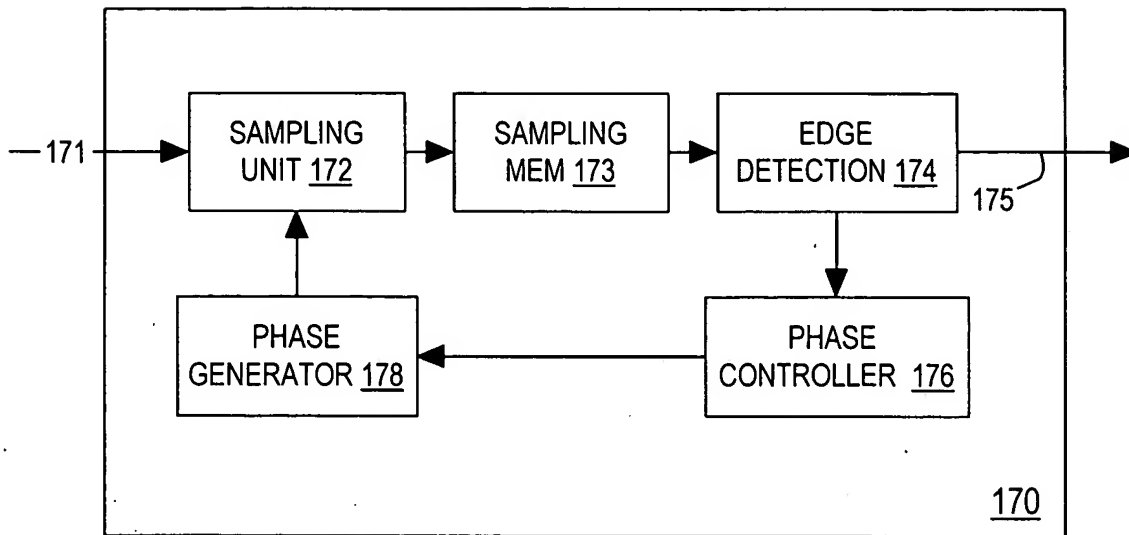 171
SAMPLING
UNIT 172
SAMPLING
MEM 173
EDGE
DETECTION 174
175
PHASE
GENERATOR 178
PHASE
CONTROLLER 176
170